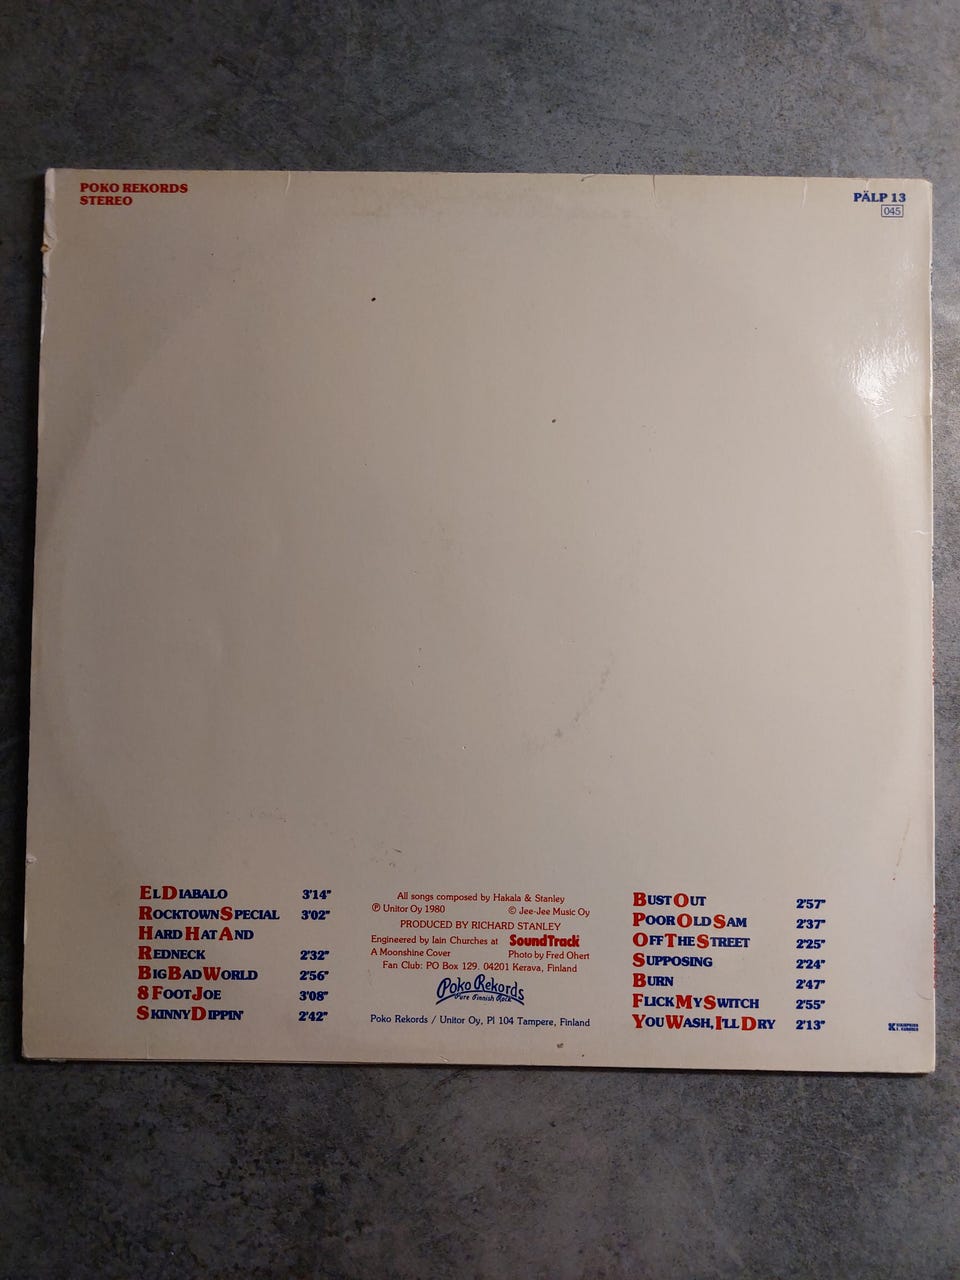 POKO REKORDS
STEREO
PÄLP 13
045
EL DIABALO 3'14"
ROCKTOWN SPECIAL 3'02"
HARD HAT AND
REDNECK 2'32"
BIG BAD WORLD 2'56"
8 FOOT JOE 3'08"
SKINNY DIPPIN' 2'42"
All songs composed by Hakala & Stanley
℗ Unitor Oy 1980 © Jee-Jee Music Oy
PRODUCED BY RICHARD STANLEY
Engineered by Iain Churches at SoundTrack
A Moonshine Cover Photo by Fred Ohert
Fan Club: PO Box 129. 04201 Kerava, Finland
Poko Rekords
Pure Finnish Rock
Poko Rekords / Unitor Oy, Pl 104 Tampere, Finland
BUST OUT 2'57"
POOR OLD SAM 2'37"
OFF THE STREET 2'25"
SUPPOSING 2'24"
BURN 2'47"
FLICK MY SWITCH 2'55"
YOU WASH, I'LL DRY 2'13"